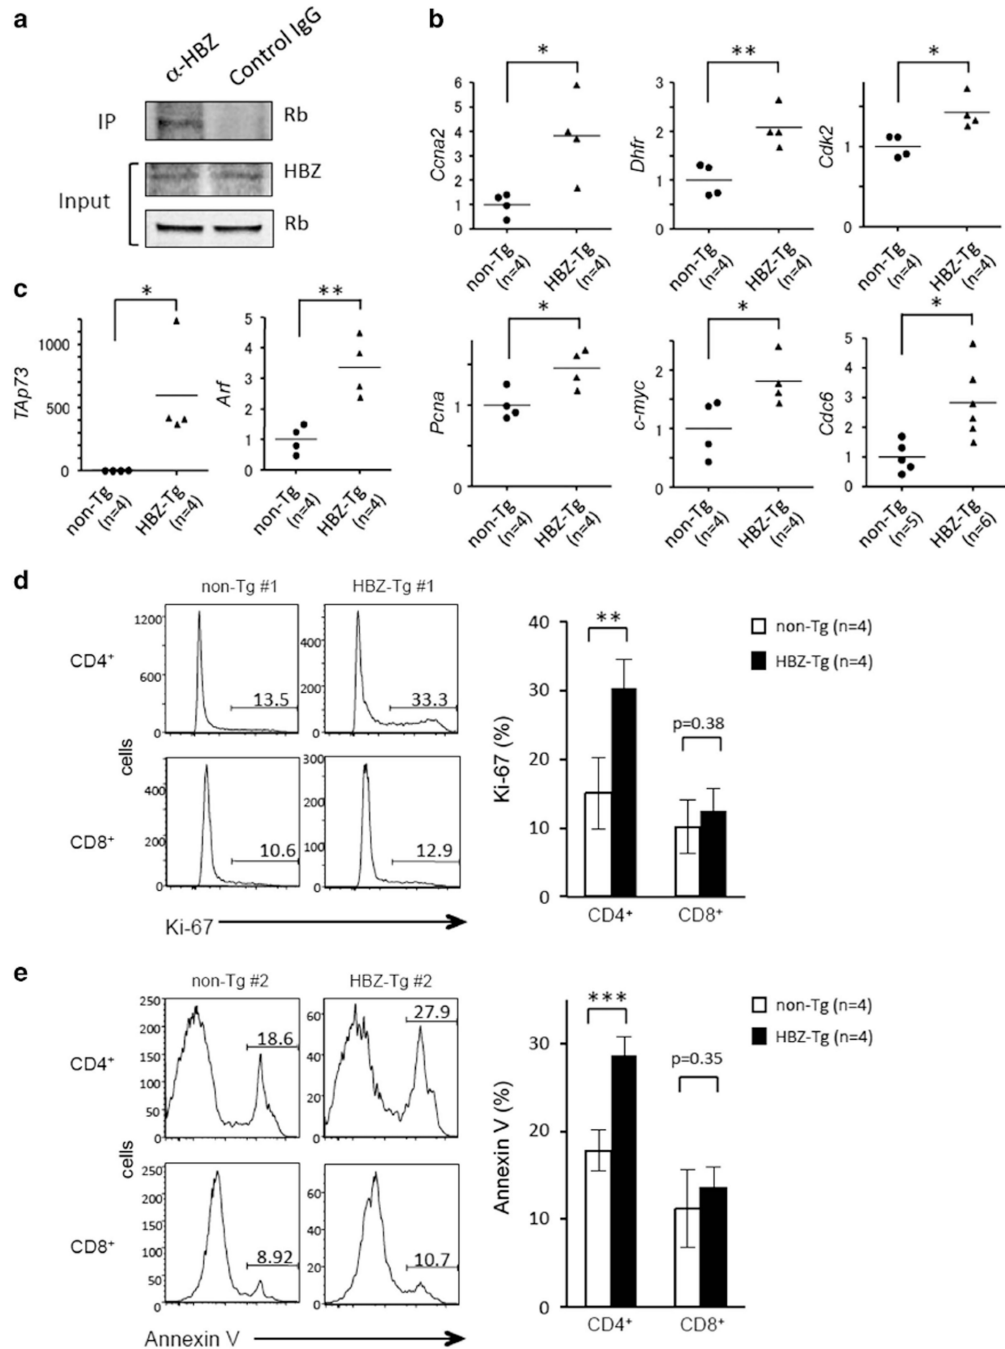 a
α-HBZ
Control IgG
IP
Rb
Input
HBZ
Rb
b
*
Ccna2
6
5
4
3
2
1
0
non-Tg (n=4)
HBZ-Tg (n=4)
**
Dhfr
3
2
1
0
non-Tg (n=4)
HBZ-Tg (n=4)
*
Cdk2
1
0
non-Tg (n=4)
HBZ-Tg (n=4)
*
Pcna
1
0
non-Tg (n=4)
HBZ-Tg (n=4)
*
c-myc
2
1
0
non-Tg (n=4)
HBZ-Tg (n=4)
*
Cdc6
5
4
3
2
1
0
non-Tg (n=5)
HBZ-Tg (n=6)
c
*
TAp73
1000
500
0
non-Tg (n=4)
HBZ-Tg (n=4)
**
Arf
5
4
3
2
1
0
non-Tg (n=4)
HBZ-Tg (n=4)
d
non-Tg #1
HBZ-Tg #1
CD4+
1200
600
0
13.5
400
200
0
33.3
cells
CD8+
400
200
0
10.6
300
200
100
0
12.9
Ki-67
Ki-67 (%)
40
30
20
10
0
**
p=0.38
CD4+
CD8+
non-Tg (n=4)
HBZ-Tg (n=4)
e
non-Tg #2
HBZ-Tg #2
CD4+
250
200
150
100
50
0
18.6
60
40
20
0
27.9
cells
CD8+
250
200
150
100
50
0
8.92
60
40
20
0
10.7
Annexin V
Annexin V (%)
30
20
10
0
***
p=0.35
CD4+
CD8+
non-Tg (n=4)
HBZ-Tg (n=4)